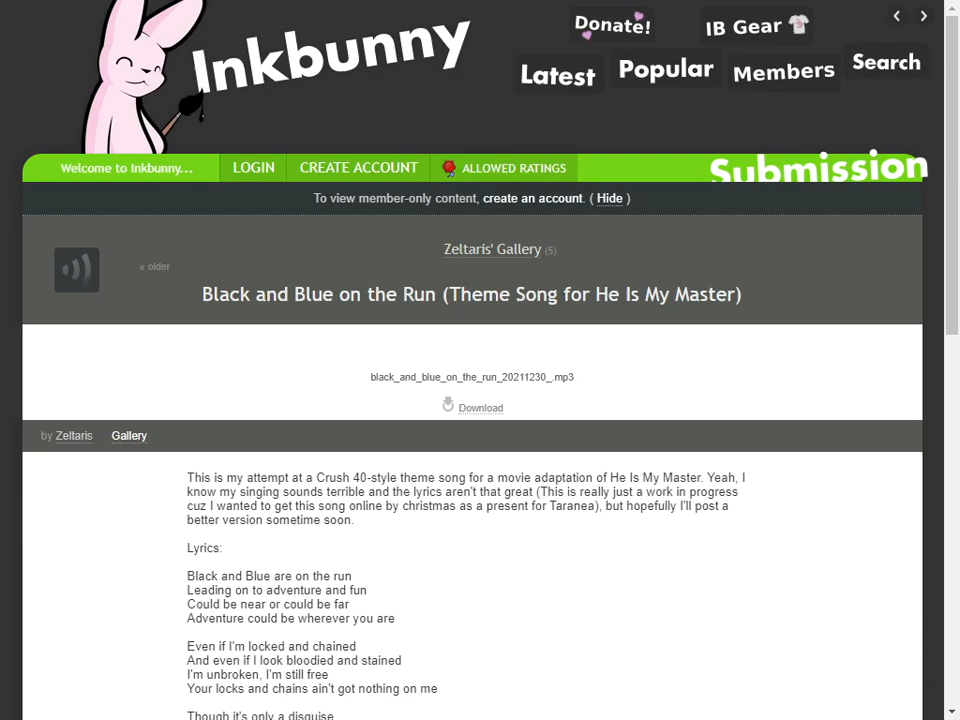 Inkbunny
Donate!
IB Gear
Latest
Popular
Members
Search
Welcome to Inkbunny...
LOGIN
CREATE ACCOUNT
ALLOWED RATINGS
Submission
To view member-only content, create an account. ( Hide )
Zeltaris' Gallery (5)
« older
Black and Blue on the Run (Theme Song for He Is My Master)
black_and_blue_on_the_run_20211230_.mp3
Download
by Zeltaris Gallery
This is my attempt at a Crush 40-style theme song for a movie adaptation of He Is My Master. Yeah, I
know my singing sounds terrible and the lyrics aren't that great (This is really just a work in progress
cuz I wanted to get this song online by christmas as a present for Taranea), but hopefully I'll post a
better version sometime soon.
Lyrics:
Black and Blue are on the run
Leading on to adventure and fun
Could be near or could be far
Adventure could be wherever you are
Even if I'm locked and chained
And even if I look bloodied and stained
I'm unbroken, I'm still free
Your locks and chains ain't got nothing on me
Though it's only a disguise